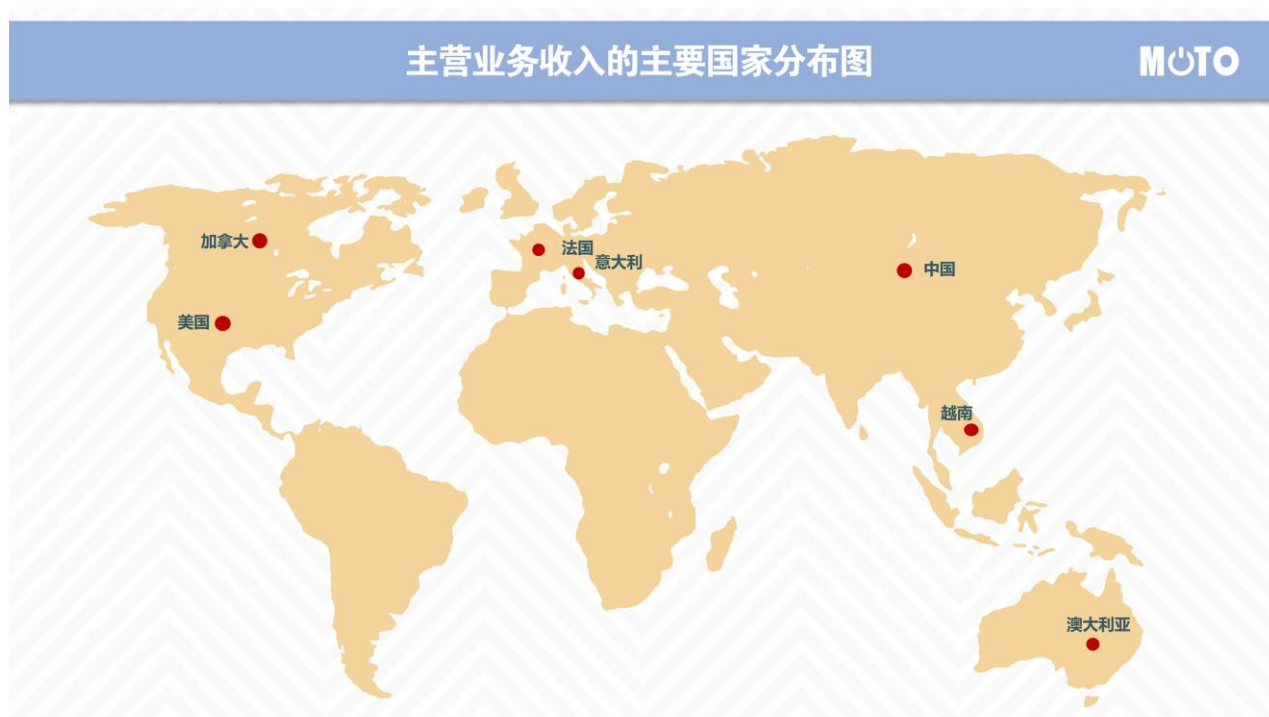 主营业务收入的主要国家分布图
MOTO
加拿大
法国
意大利
中国
美国
越南
澳大利亚